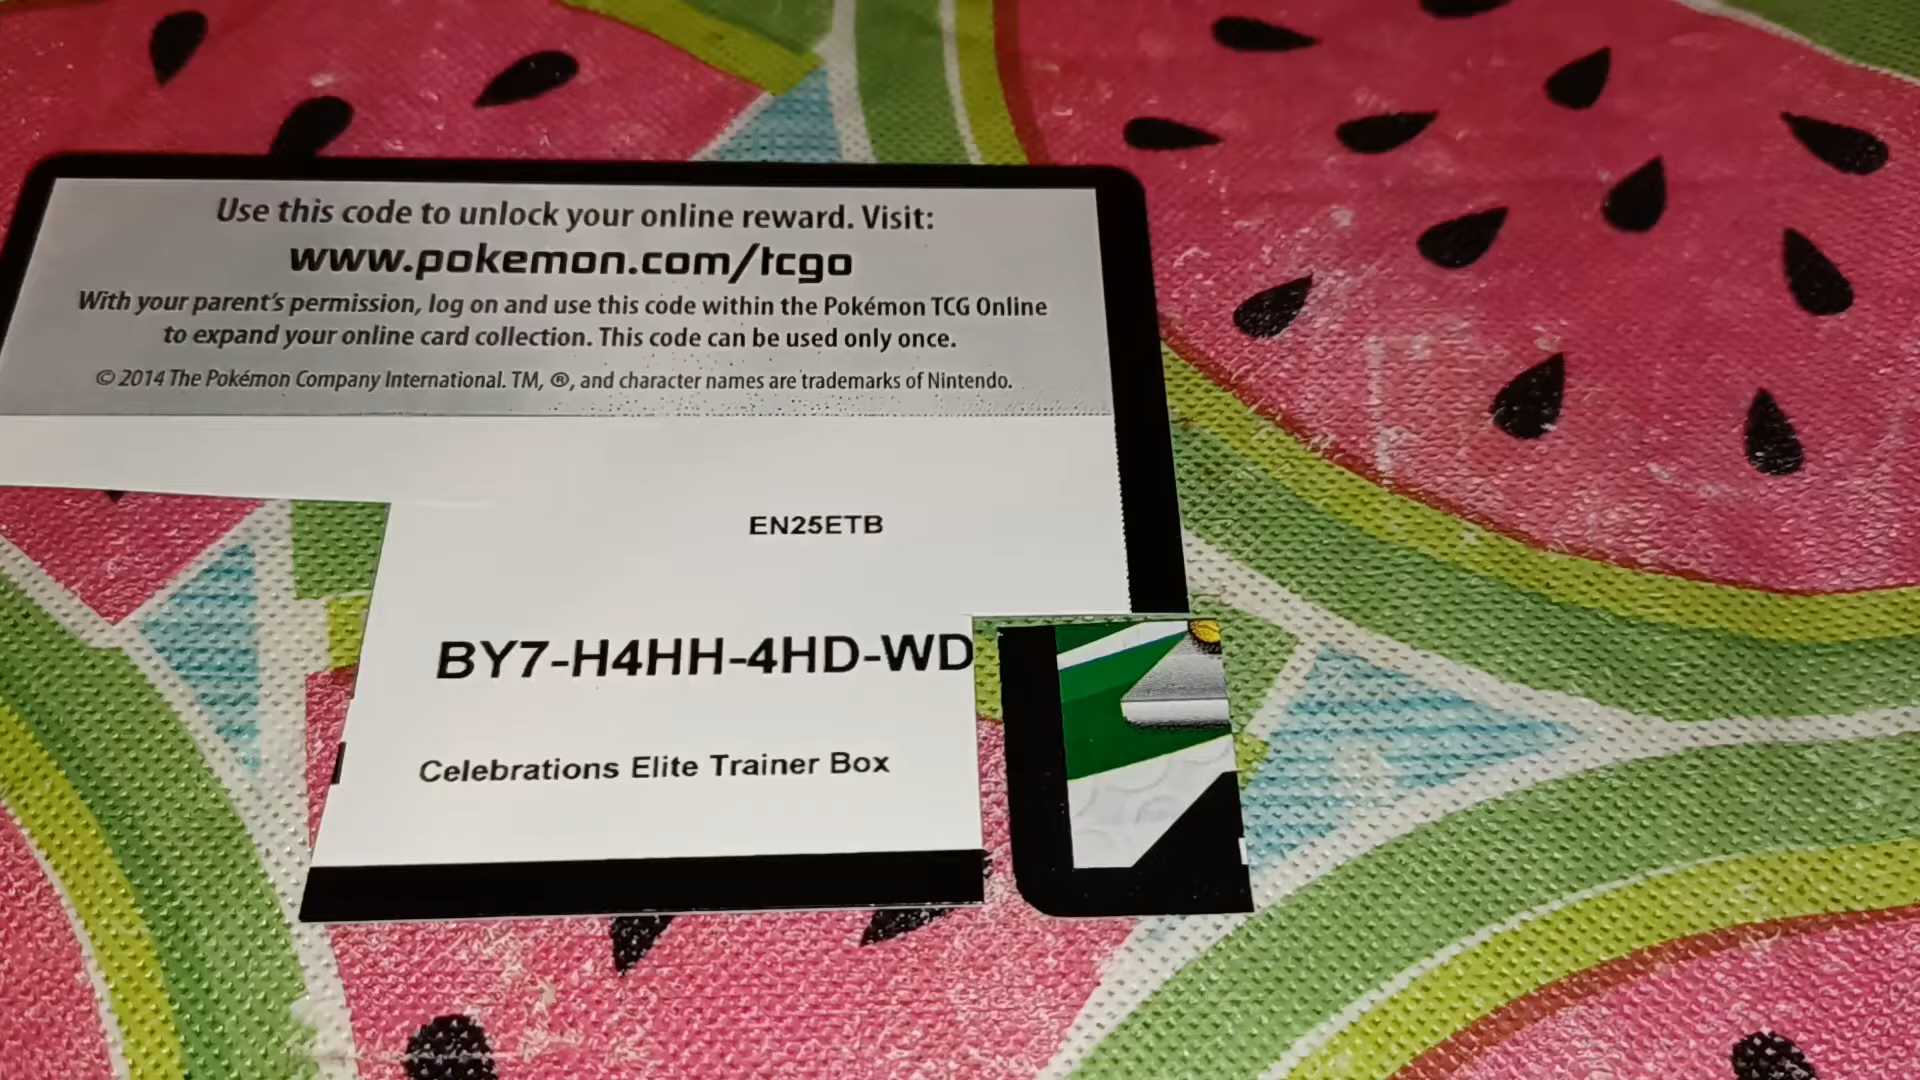 Use this code to unlock your online reward. Visit:
www.pokemon.com/tcgo
With your parent's permission, log on and use this code within the Pokémon TCG Online
to expand your online card collection. This code can be used only once.
© 2014 The Pokémon Company International. TM, ®, and character names are trademarks of Nintendo.
EN25ETB
BY7-H4HH-4HD-WD
Celebrations Elite Trainer Box